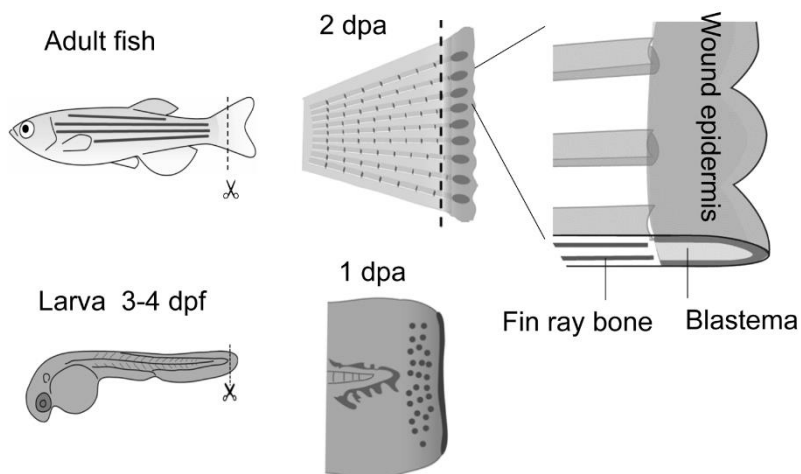 Adult fish
2 dpa
Wound epidermis
1 dpa
Larva 3-4 dpf
Fin ray bone
Blastema